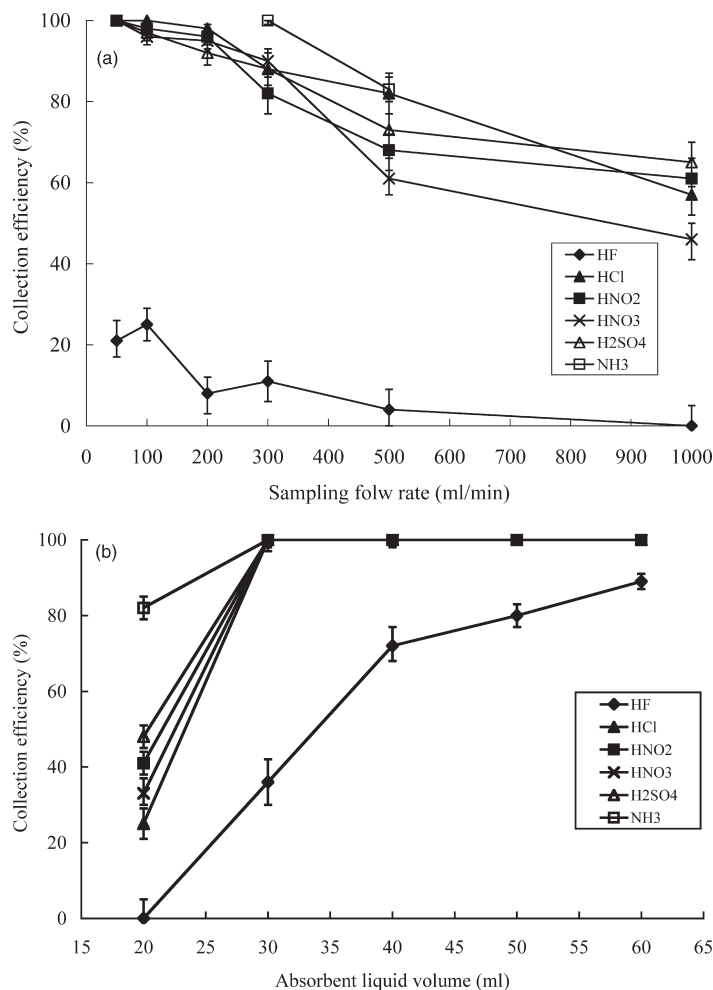 (a)
Collection efficiency (%)
100
80
60
40
20
0
HF
HCl
HNO2
HNO3
H2SO4
NH3
0 100 200 300 400 500 600 700 800 900 1000
Sampling folw rate (ml/min)
(b)
Collection efficiency (%)
100
80
60
40
20
0
HF
HCl
HNO2
HNO3
H2SO4
NH3
15 20 25 30 35 40 45 50 55 60 65
Absorbent liquid volume (ml)